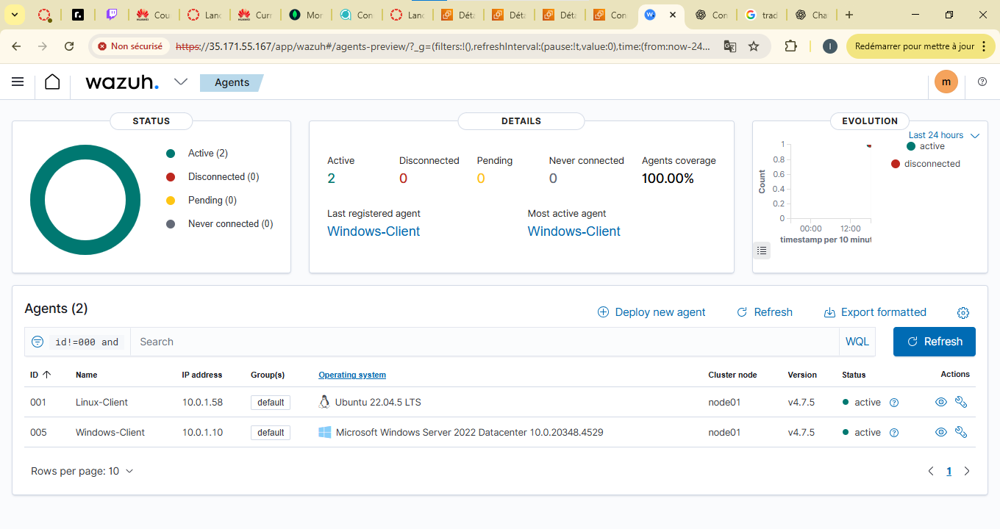 Cou
Lanc
Curr
Mor
Con
Lanc
Déta
Déta
Déta
Con
Con
trad
Cha
Non sécurisé https://35.171.55.167/app/wazuh#/agents-preview/?_g=(filters:!(),refreshInterval:(pause:!t,value:0),time:(from:now-24...
I
Redémarrer pour mettre à jour
wazuh. Agents
m
STATUS
Active (2)
Disconnected (0)
Pending (0)
Never connected (0)
DETAILS
Active Disconnected Pending Never connected Agents coverage
2 0 0 0 100.00%
Last registered agent Most active agent
Windows-Client Windows-Client
EVOLUTION
Last 24 hours
active
disconnected
Count
1
0.8
0.6
0.4
0.2
0
00:00 12:00
timestamp per 10 minut
Agents (2)
Deploy new agent Refresh Export formatted
id!=000 and Search WQL Refresh
ID Name IP address Group(s) Operating system Cluster node Version Status Actions
001 Linux-Client 10.0.1.58 default Ubuntu 22.04.5 LTS node01 v4.7.5 active
005 Windows-Client 10.0.1.10 default Microsoft Windows Server 2022 Datacenter 10.0.20348.4529 node01 v4.7.5 active
Rows per page: 10
1